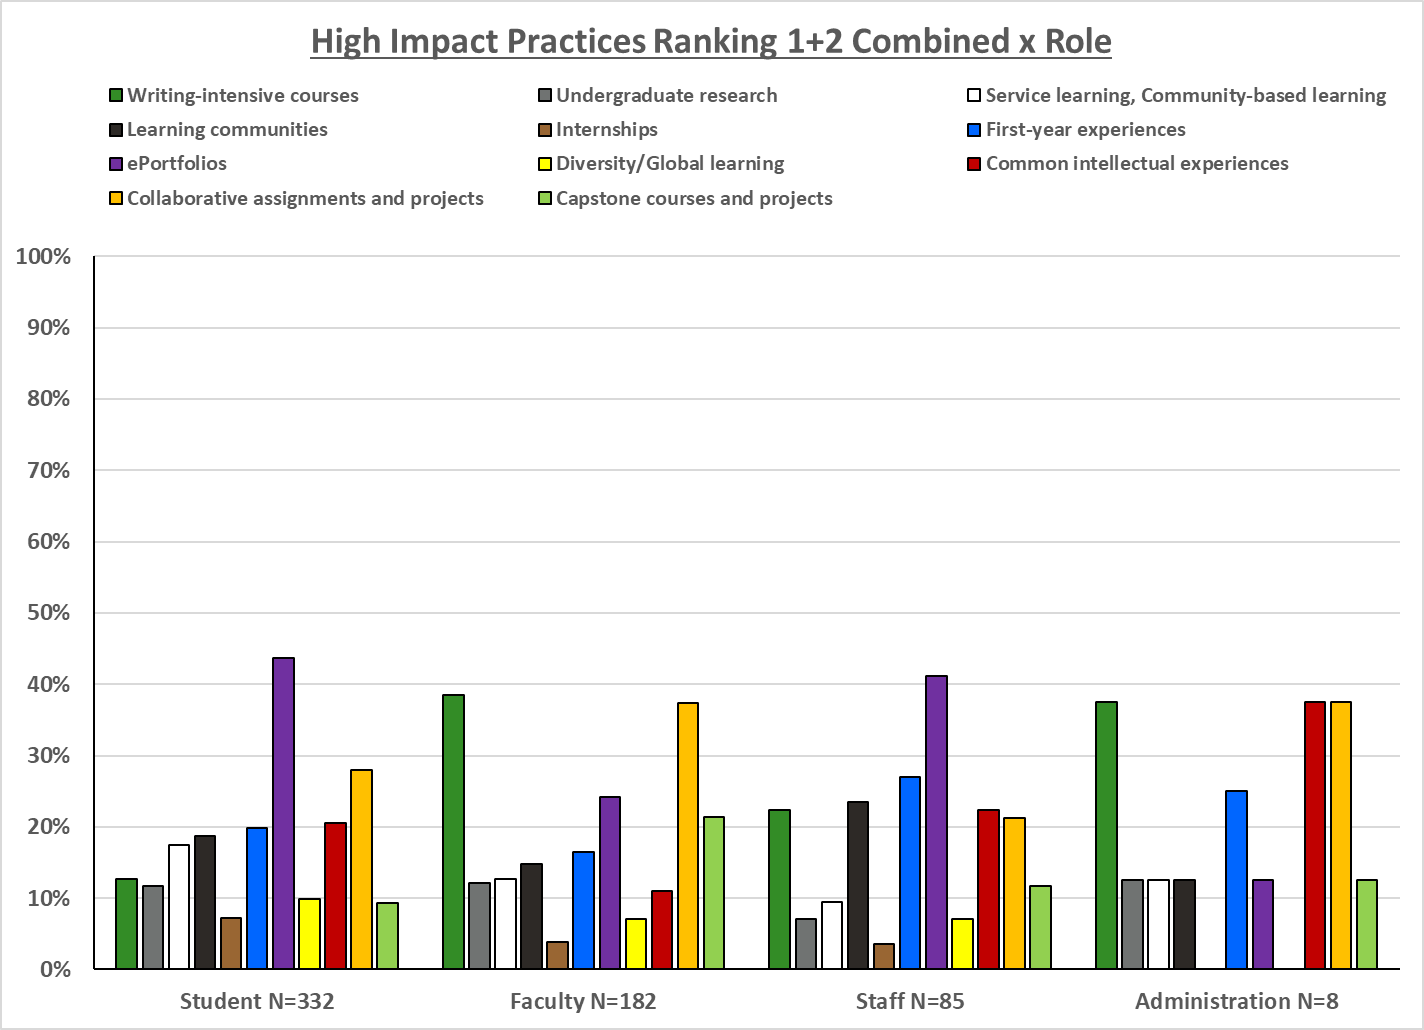 High Impact Practices Ranking 1+2 Combined x Role
Writing-intensive courses
Undergraduate research
Service learning, Community-based learning
Learning communities
Internships
First-year experiences
ePortfolios
Diversity/Global learning
Common intellectual experiences
Collaborative assignments and projects
Capstone courses and projects
100%
90%
80%
70%
60%
50%
40%
30%
20%
10%
0%
Student N=332
Faculty N=182
Staff N=85
Administration N=8